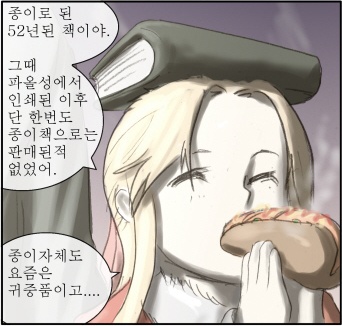 종이로 된
52년된 책이야.
그때
파울성에서
인쇄된 이후
단 한번도
종이책으로는
판매된적
없었어.
종이자체도
요즘은
귀중품이고....